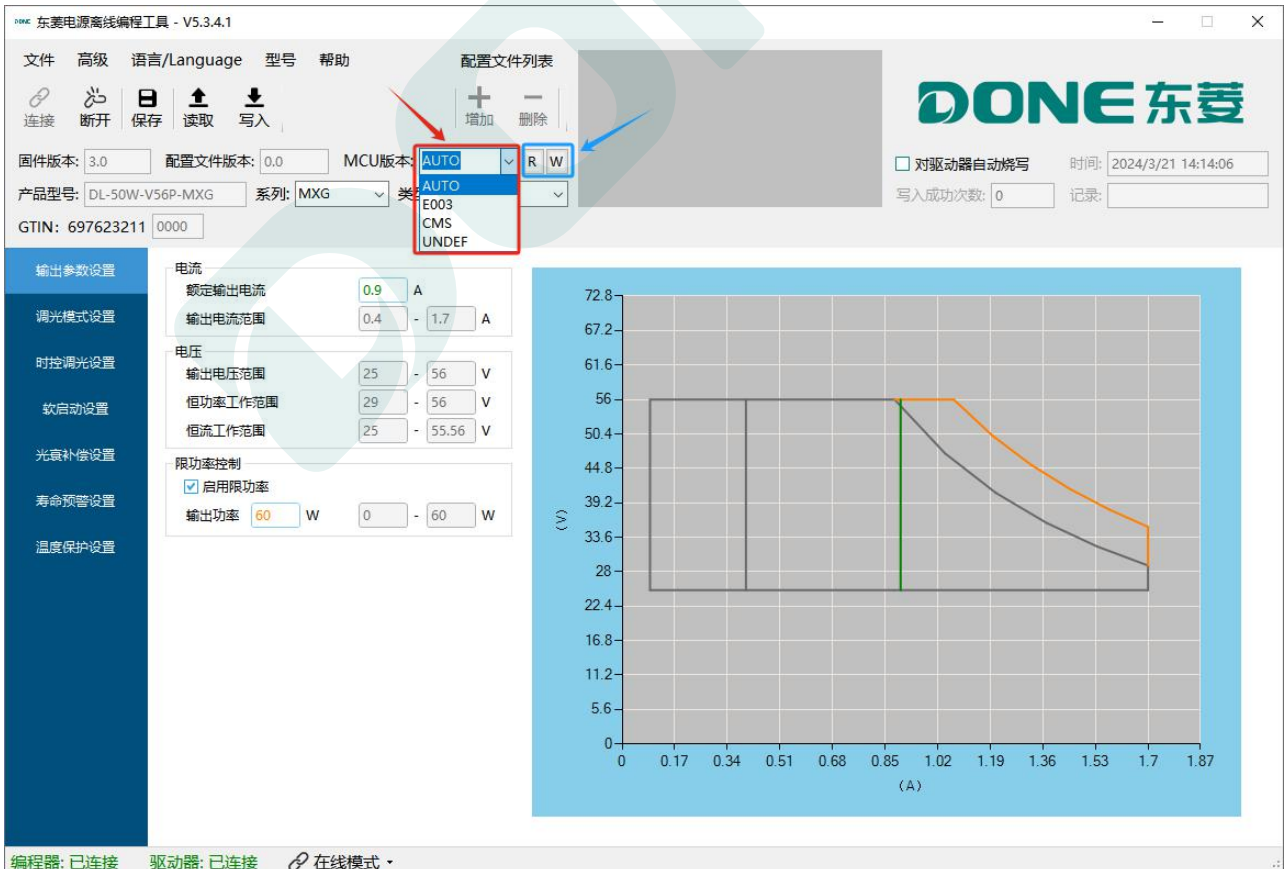 DONE 东菱电源离线编程工具 - V5.3.4.1
文件 高级 语言/Language 型号 帮助 配置文件列表
连接 断开 保存 读取 写入 增加 删除
DONE 东菱
固件版本: 3.0 配置文件版本: 0.0 MCU版本: AUTO R W
对驱动器自动烧写 时间: 2024/3/21 14:14:06
产品型号: DL-50W-V56P-MXG 系列: MXG
AUTO
E003
CMS
UNDEF
写入成功次数: 0 记录:
GTIN: 697623211 0000
输出参数设置
调光模式设置
时控调光设置
软启动设置
光衰补偿设置
寿命预警设置
温度保护设置
电流
额定输出电流 0.9 A
输出电流范围 0.4 - 1.7 A
电压
输出电压范围 25 - 56 V
恒功率工作范围 29 - 56 V
恒流工作范围 25 - 55.56 V
限功率控制
启用限功率
输出功率 60 W 0 - 60 W
72.8
67.2
61.6
56
50.4
44.8
39.2
33.6
28
22.4
16.8
11.2
5.6
0
(V)
0 0.17 0.34 0.51 0.68 0.85 1.02 1.19 1.36 1.53 1.7 1.87
(A)
编程器: 已连接 驱动器: 已连接 在线模式